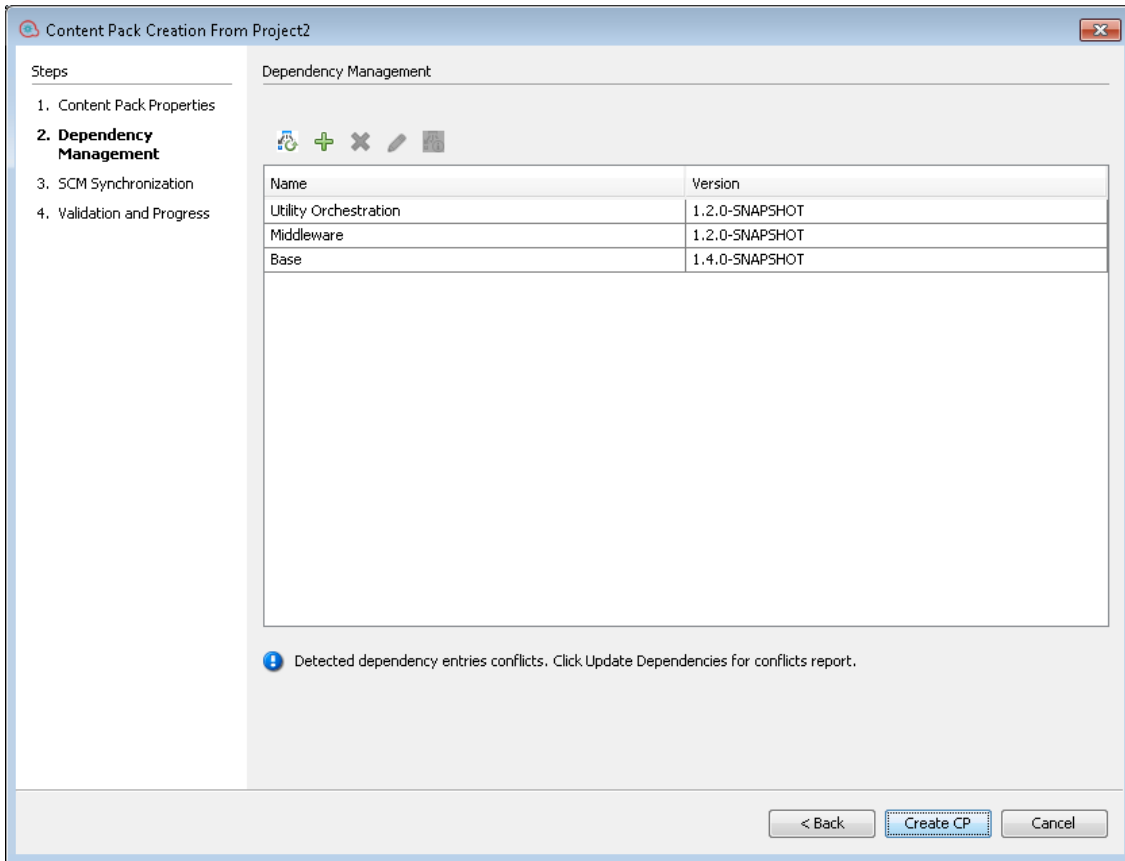 Content Pack Creation From Project2
Steps
1. Content Pack Properties
2. Dependency
Management
3. SCM Synchronization
4. Validation and Progress
Dependency Management
Name Version
Utility Orchestration 1.2.0-SNAPSHOT
Middleware 1.2.0-SNAPSHOT
Base 1.4.0-SNAPSHOT
Detected dependency entries conflicts. Click Update Dependencies for conflicts report.
< Back Create CP Cancel